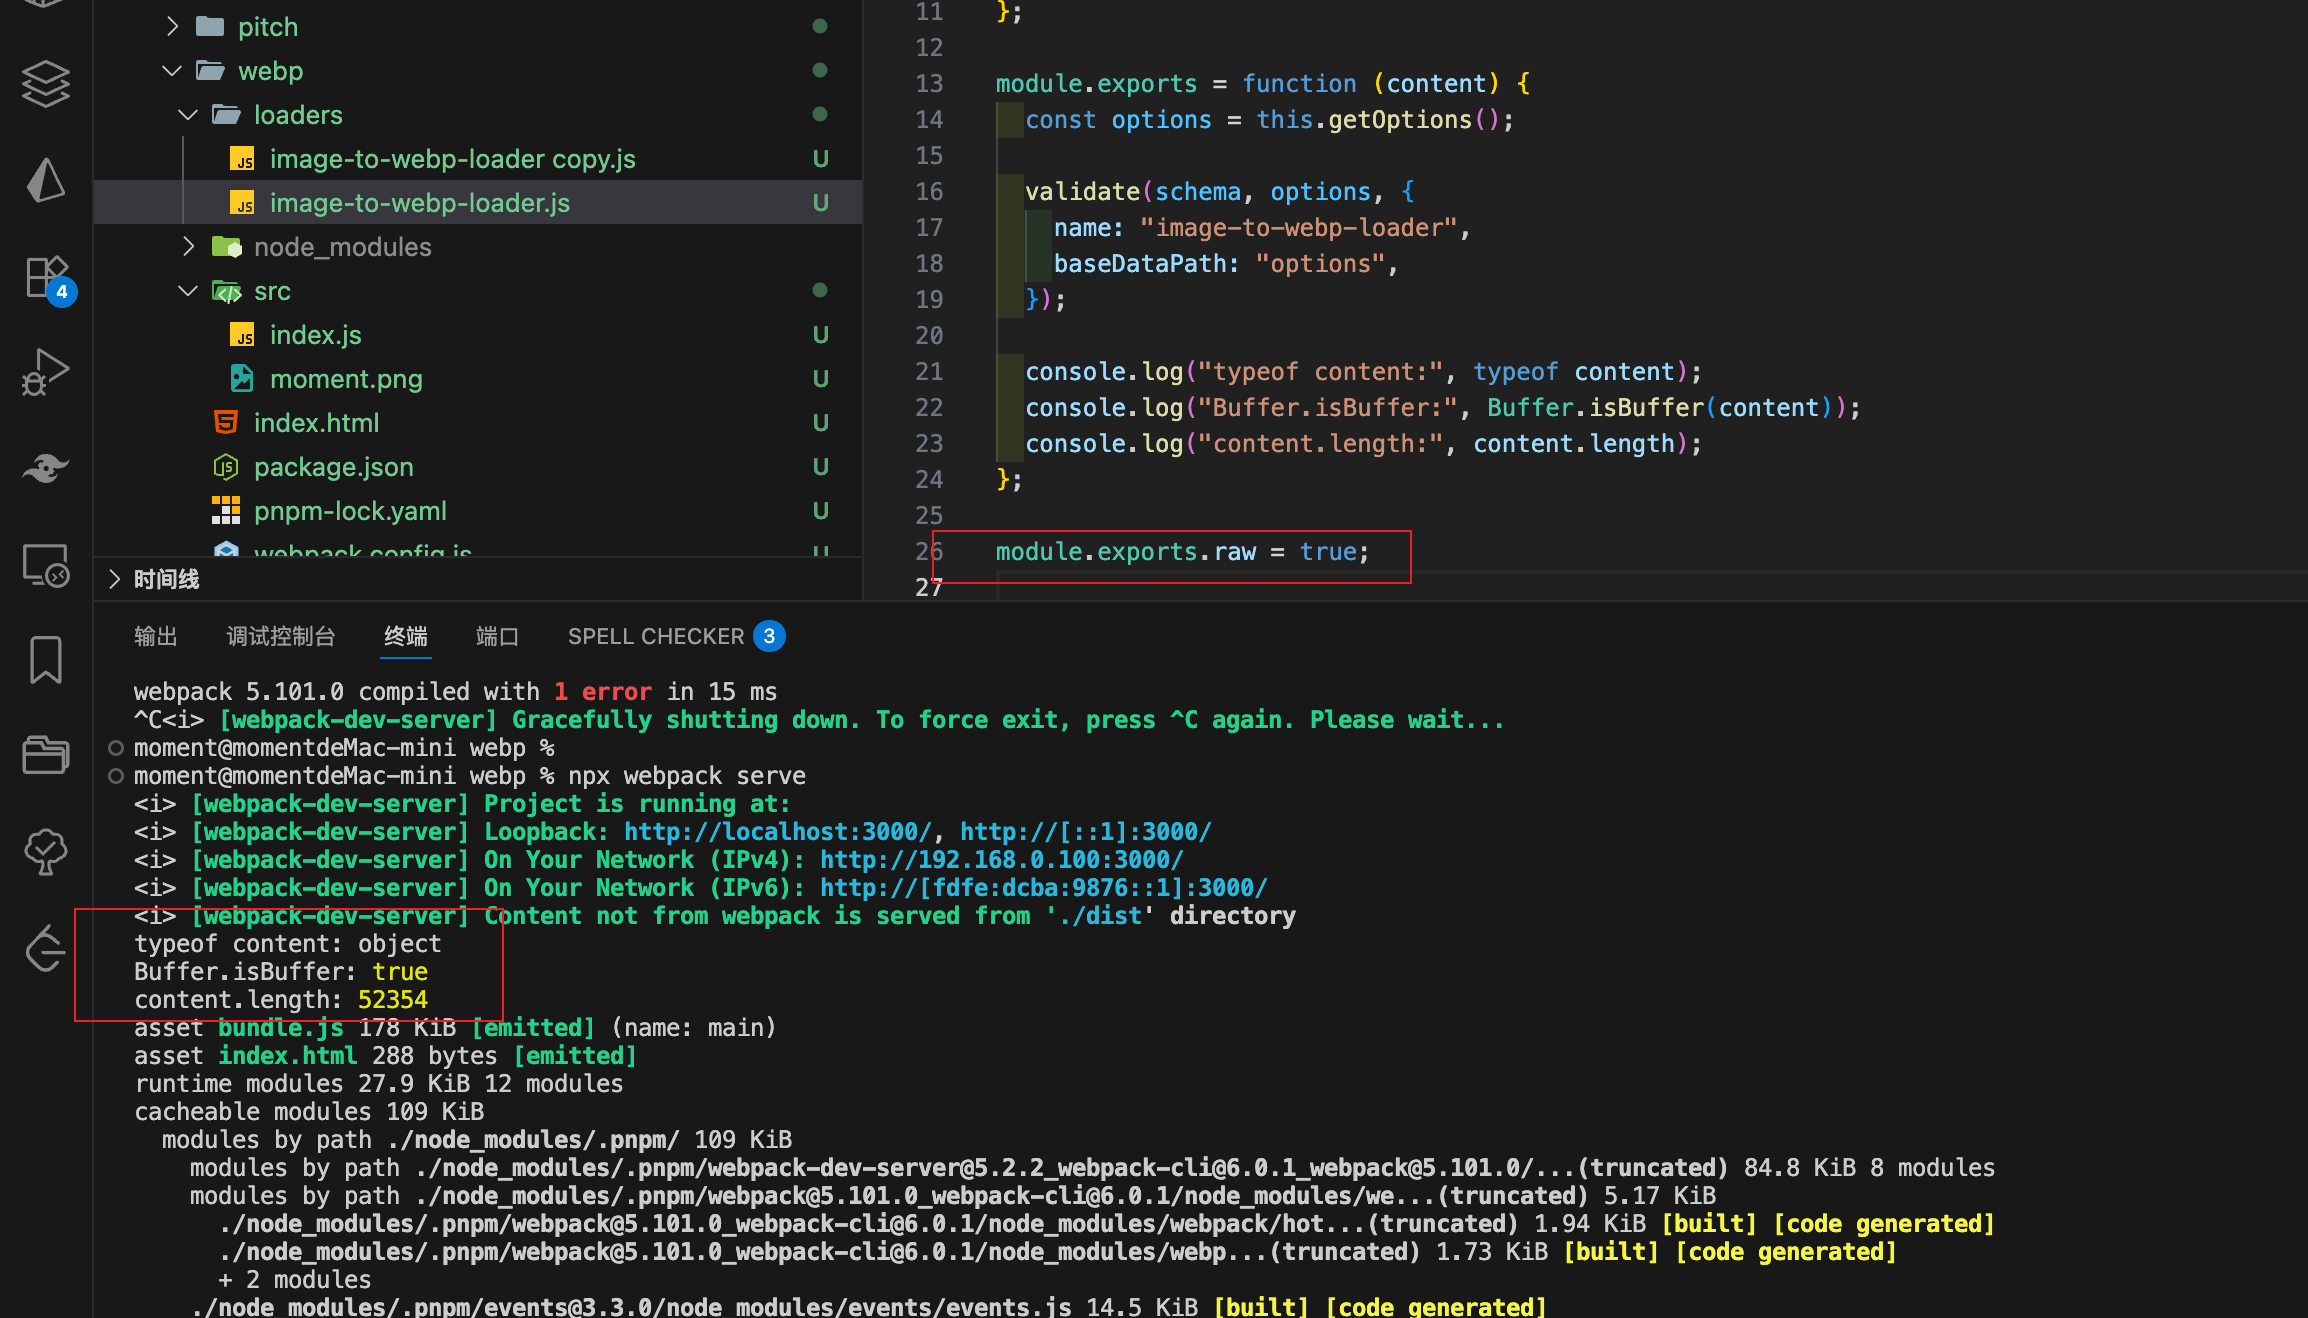 pitch
webp
loaders
image-to-webp-loader copy.js U
image-to-webp-loader.js U
node_modules
src
index.js U
moment.png U
index.html U
package.json U
pnpm-lock.yaml U
webpack.config.js U
时间线
4
11 };
12
13 module.exports = function (content) {
14 const options = this.getOptions();
15
16 validate(schema, options, {
17 name: "image-to-webp-loader",
18 baseDataPath: "options",
19 });
20
21 console.log("typeof content:", typeof content);
22 console.log("Buffer.isBuffer:", Buffer.isBuffer(content));
23 console.log("content.length:", content.length);
24 };
25
26 module.exports.raw = true;
27
输出 调试控制台 终端 端口 SPELL CHECKER 3
webpack 5.101.0 compiled with 1 error in 15 ms
^C<i> [webpack-dev-server] Gracefully shutting down. To force exit, press ^C again. Please wait...
moment@momentdeMac-mini webp %
moment@momentdeMac-mini webp % npx webpack serve
<i> [webpack-dev-server] Project is running at:
<i> [webpack-dev-server] Loopback: http://localhost:3000/, http://[::1]:3000/
<i> [webpack-dev-server] On Your Network (IPv4): http://192.168.0.100:3000/
<i> [webpack-dev-server] On Your Network (IPv6): http://[fdfe:dcba:9876::1]:3000/
<i> [webpack-dev-server] Content not from webpack is served from './dist' directory
typeof content: object
Buffer.isBuffer: true
content.length: 52354
asset bundle.js 178 KiB [emitted] (name: main)
asset index.html 288 bytes [emitted]
runtime modules 27.9 KiB 12 modules
cacheable modules 109 KiB
modules by path ./node_modules/.pnpm/ 109 KiB
modules by path ./node_modules/.pnpm/webpack-dev-server@5.2.2_webpack-cli@6.0.1_webpack@5.101.0/...(truncated) 84.8 KiB 8 modules
modules by path ./node_modules/.pnpm/webpack@5.101.0_webpack-cli@6.0.1/node_modules/we...(truncated) 5.17 KiB
./node_modules/.pnpm/webpack@5.101.0_webpack-cli@6.0.1/node_modules/webpack/hot...(truncated) 1.94 KiB [built] [code generated]
./node_modules/.pnpm/webpack@5.101.0_webpack-cli@6.0.1/node_modules/webp...(truncated) 1.73 KiB [built] [code generated]
+ 2 modules
./node_modules/.pnpm/events@3.3.0/node_modules/events/events.js 14.5 KiB [built] [code generated]